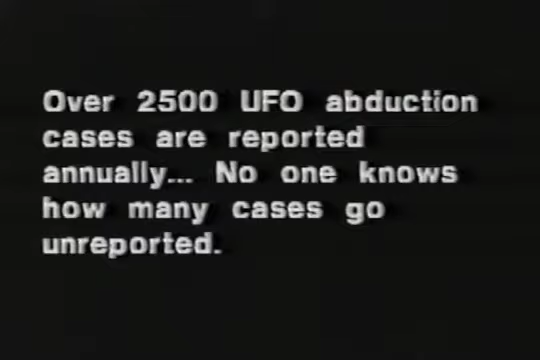 Over 2500 UFO abduction
cases are reported
annually... No one knows
how many cases go
unreported.